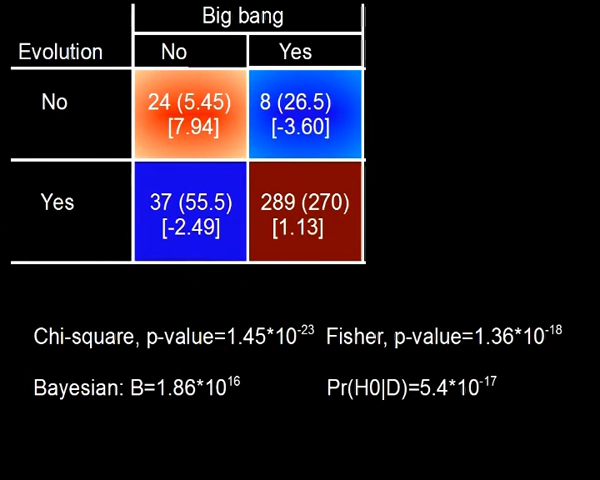 Big bang
Evolution No Yes
No 24 (5.45) 8 (26.5)
[7.94] [-3.60]
Yes 37 (55.5) 289 (270)
[-2.49] [1.13]
Chi-square, p-value=1.45*10⁻²³ Fisher, p-value=1.36*10⁻¹⁸
Bayesian: B=1.86*10¹⁶ Pr(H0|D)=5.4*10⁻¹⁷